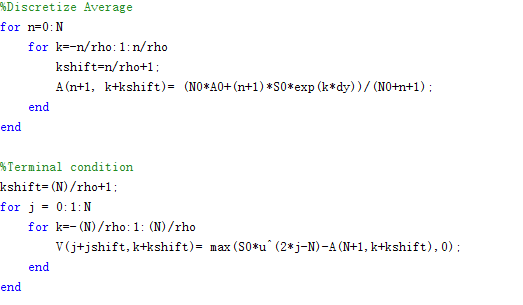 %Discretize Average
for n=0:N
for k=-n/rho:1:n/rho
kshift=n/rho+1;
A(n+1, k+kshift)= (N0*A0+(n+1)*S0*exp(k*dy))/(N0+n+1);
end
end
%Terminal condition
kshift=(N)/rho+1;
for j = 0:1:N
for k=-(N)/rho:1:(N)/rho
V(j+jshift,k+kshift)= max(S0*u^(2*j-N)-A(N+1,k+kshift),0);
end
end